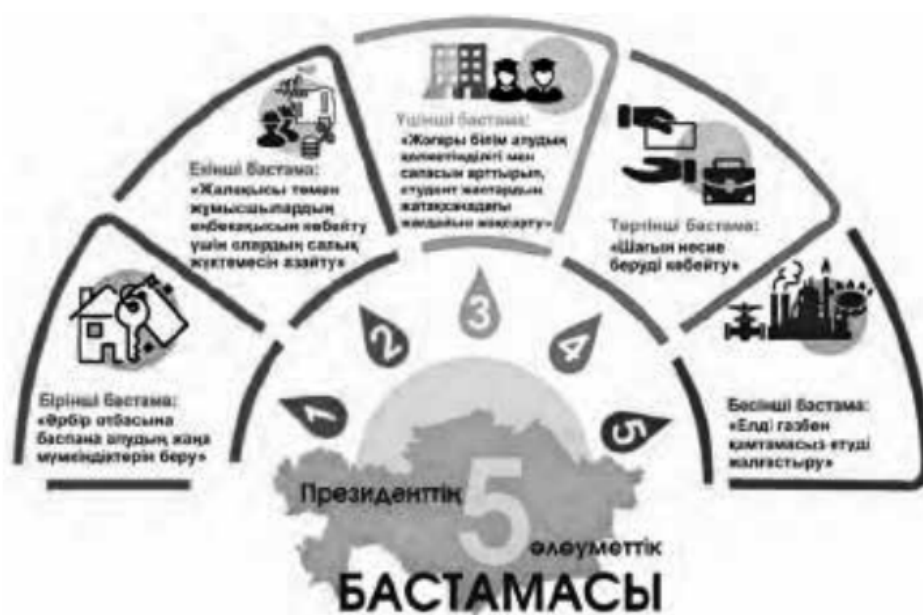 Бірінші бастама:
«Әрбір отбасына
баспана алудың жаңа
мүмкіндіктерін беру»
1
Екінші бастама:
«Жалақысы төмен
жұмысшылардың
еңбекақысын көбейту
үшін олардың салық
жүктемесін азайту»
2
Үшінші бастама:
«Жоғары білім алудың
қолжетімділігі мен
сапасын арттырып,
студент жастардың
жатақханадағы
жағдайын жақсарту»
3
Төртінші бастама:
«Шағын несие
беруді көбейту»
4
Бесінші бастама:
«Елді газбен
қамтамасыз етуді
жалғастыру»
5
Президенттің 5
әлеуметтік
БАСТАМАСЫ